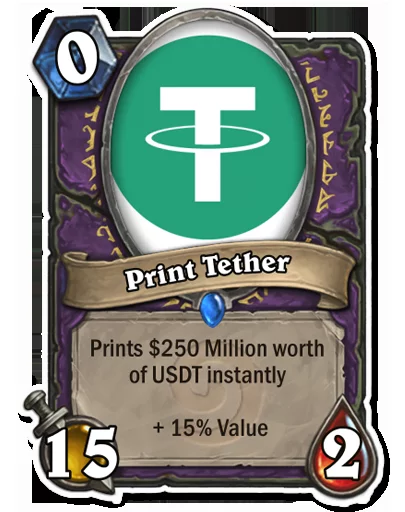 0
T
Print Tether
Prints $250 Million worth
of USDT instantly
+ 15% Value
15
2